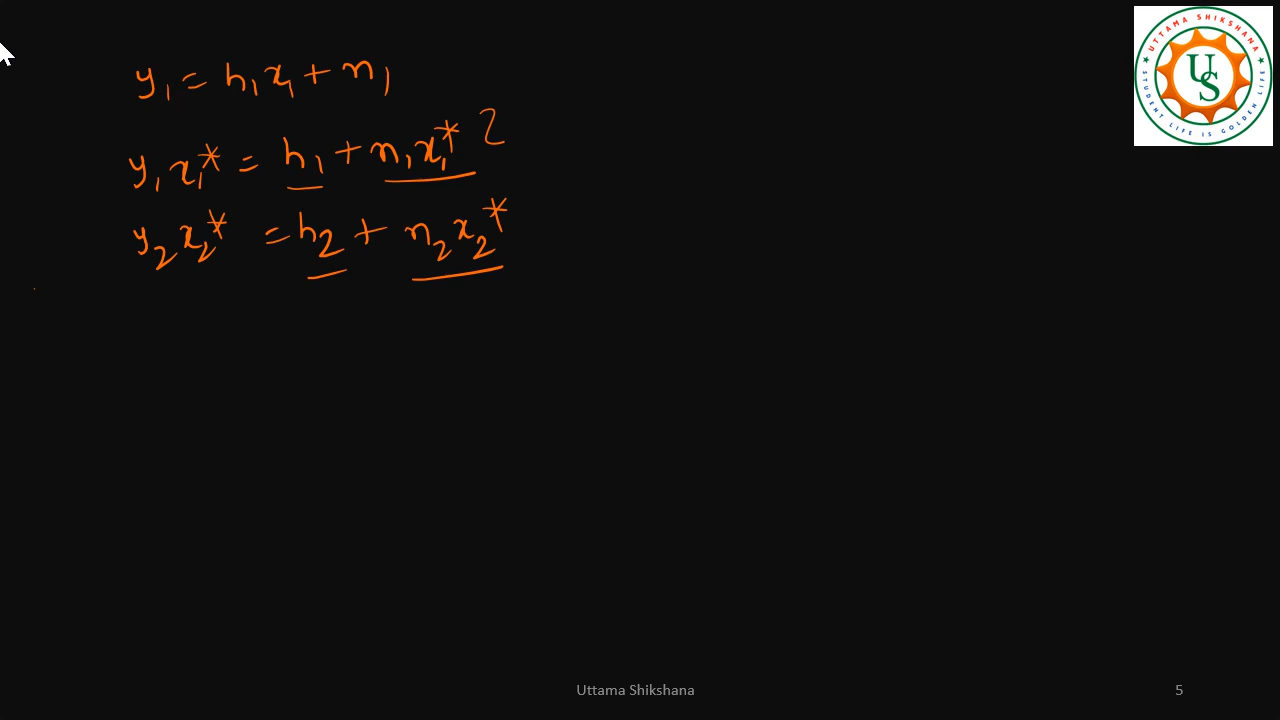 y₁ = h₁x₁ + n₁
y₁x₁* = h₁ + n₁x₁*
y₂x₂* = h₂ + n₂x₂*
UTTAMA SHIKSHANA
US
STUDENT LIFE IS GOLDEN LIFE
Uttama Shikshana
5